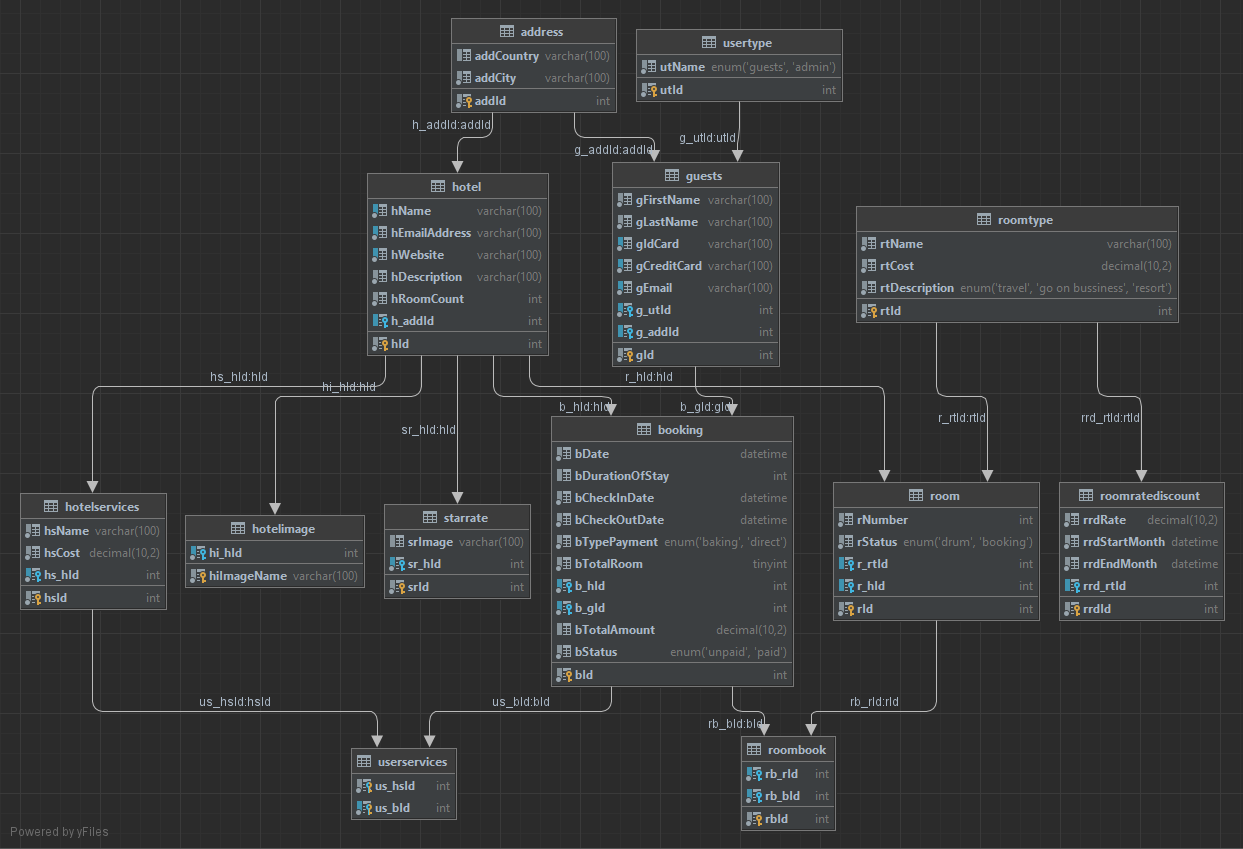 address
addCountry varchar(100)
addCity varchar(100)
addId int
usertype
utName enum('guests', 'admin')
utId int
h_addId:addId
g_addId:addId
g_utId:utId
hotel
hName varchar(100)
hEmailAddress varchar(100)
hWebsite varchar(100)
hDescription varchar(100)
hRoomCount int
h_addId int
hId int
guests
gFirstName varchar(100)
gLastName varchar(100)
gIdCard varchar(100)
gCreditCard varchar(100)
gEmail varchar(100)
g_utId int
g_addId int
gId int
roomtype
rtName varchar(100)
rtCost decimal(10,2)
rtDescription enum('travel', 'go on bussiness', 'resort')
rtId int
hs_hId:hId
hi_hId:hId
sr_hId:hId
b_hId:hId
r_hId:hId
b_gId:gId
r_rtId:rtId
rrd_rtId:rtId
hotelservices
hsName varchar(100)
hsCost decimal(10,2)
hs_hId int
hsId int
hotelimage
hi_hId int
hiImageName varchar(100)
starrate
srImage varchar(100)
sr_hId int
srId int
booking
bDate datetime
bDurationOfStay int
bCheckInDate datetime
bCheckOutDate datetime
bTypePayment enum('baking', 'direct')
bTotalRoom tinyint
b_hId int
b_gId int
bTotalAmount decimal(10,2)
bStatus enum('unpaid', 'paid')
bId int
room
rNumber int
rStatus enum('drum', 'booking')
r_rtId int
r_hId int
rId int
roomratediscount
rrdRate decimal(10,2)
rrdStartMonth datetime
rrdEndMonth datetime
rrd_rtId int
rrdId int
us_hsId:hsId
us_bId:bId
rb_bId:bId
rb_rId:rId
userservices
us_hsId int
us_bId int
roombook
rb_rId int
rb_bId int
rbId int
Powered by yFiles